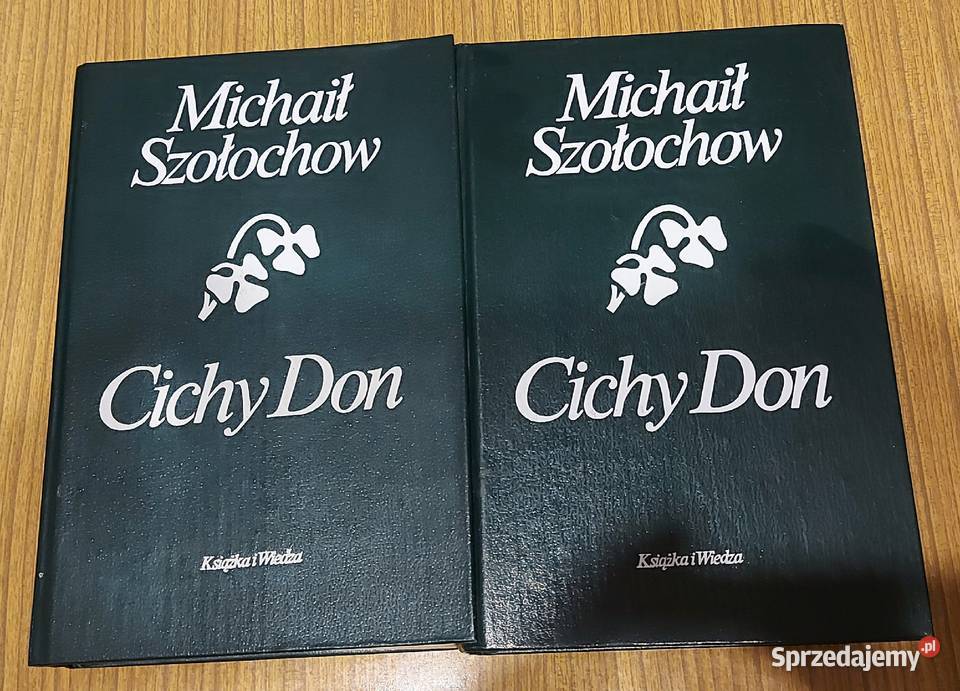 Michaił
Szołochow
Cichy Don
Książka i Wiedza
Michaił
Szołochow
Cichy Don
Książka i Wiedza
Sprzedajemy.pl